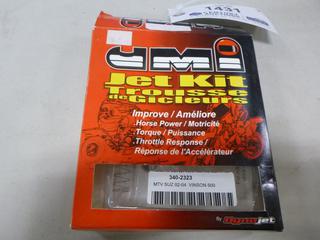 1431
DMi
Jet Kit
Trousse
de Gicleurs
Improve / Améliore
.Horse Power / Motricité
.Torque / Puissance
.Throttle Response /
Réponse de l'Accélérateur
340-2323
MTV SUZ 02-04 VINSON 500
By Dynojet